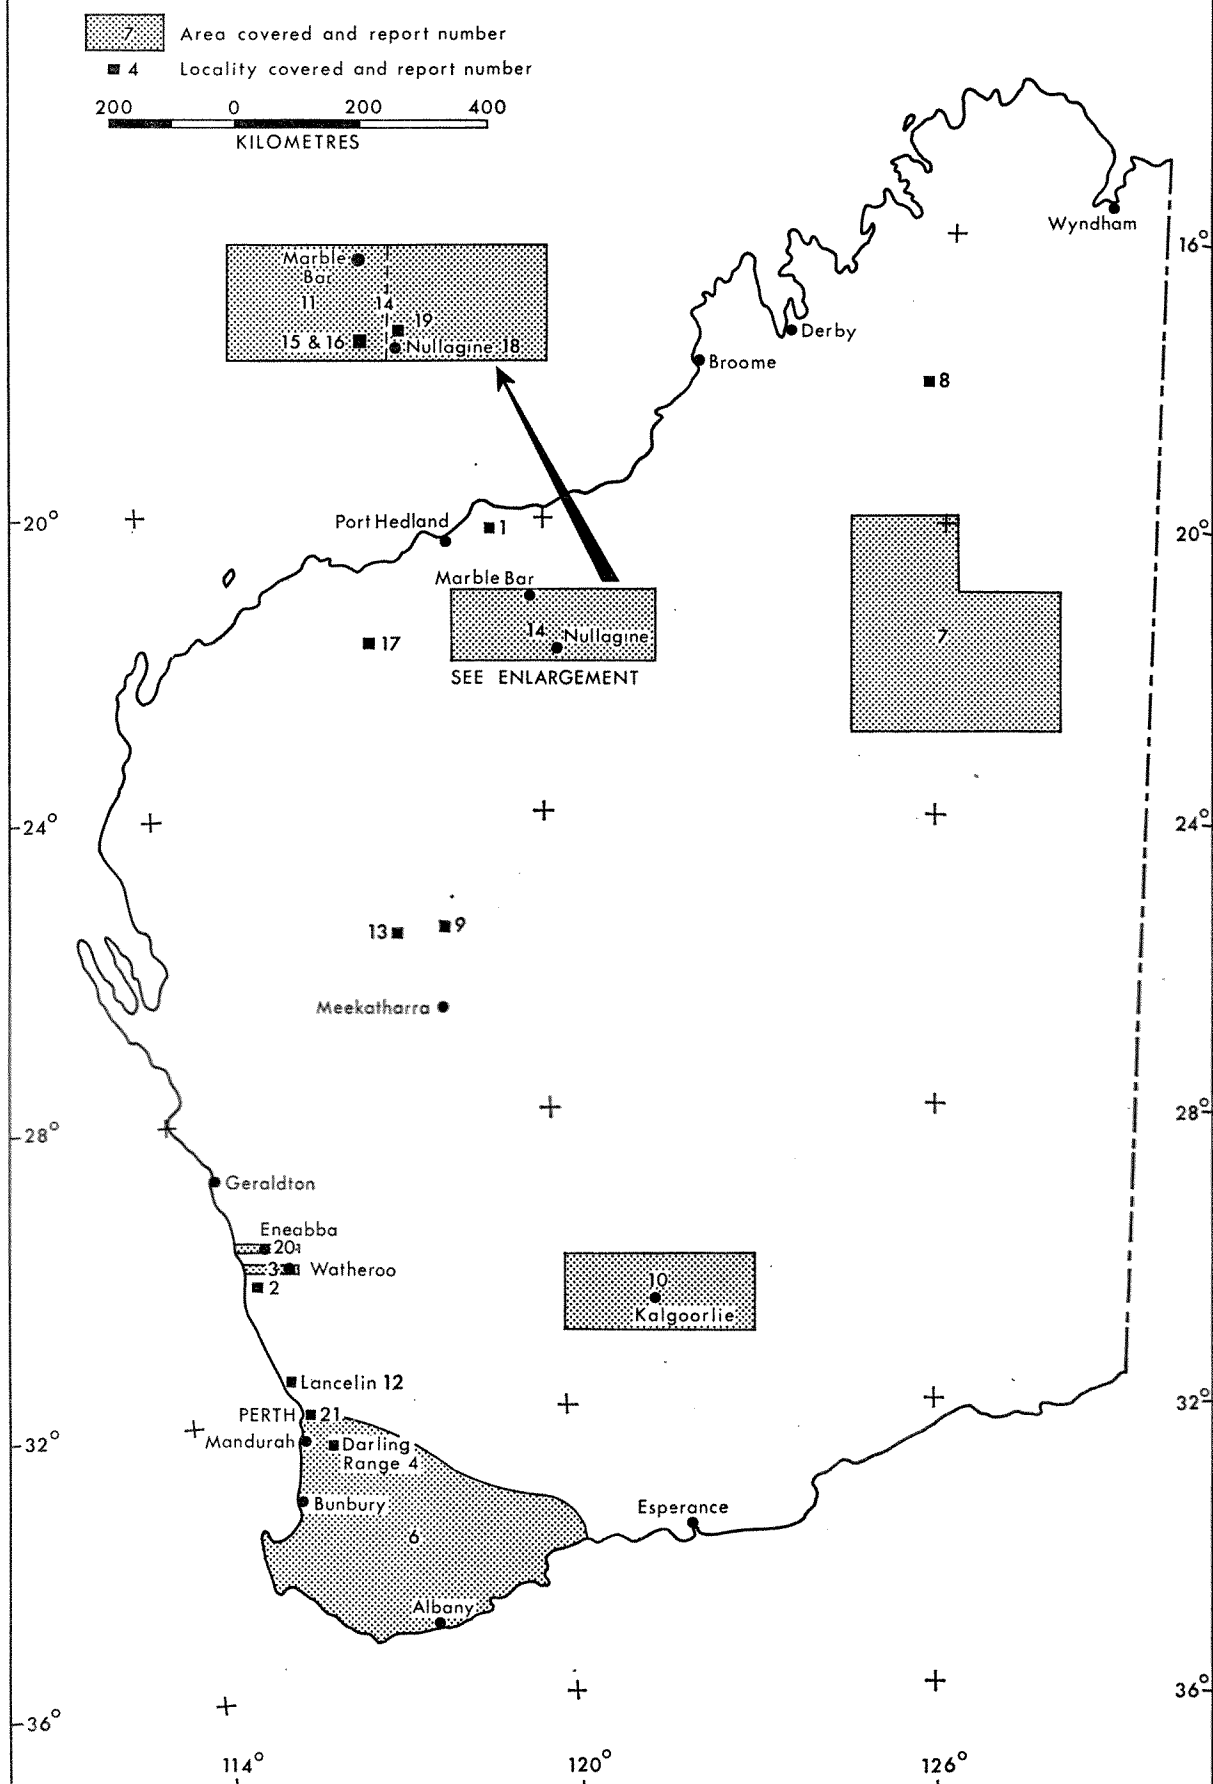 7 Area covered and report number
4 Locality covered and report number
200 0 200 400
KILOMETRES
Wyndham
16°
Marble
Bar
11 14
19
15 & 16 Nullagine 18
Derby
Broome
8
Port Hedland
1
20°
20°
Marble Bar
14 Nullagine
SEE ENLARGEMENT
17
7
24°
24°
13 9
Meekatharra
28°
28°
Geraldton
Eneabba
20
3 Watheroo
2
10
Kalgoorlie
Lancelin 12
32°
PERTH 21
Mandurah
32°
Darling
Range 4
Bunbury
Esperance
6
Albany
36°
36°
114° 120° 126°